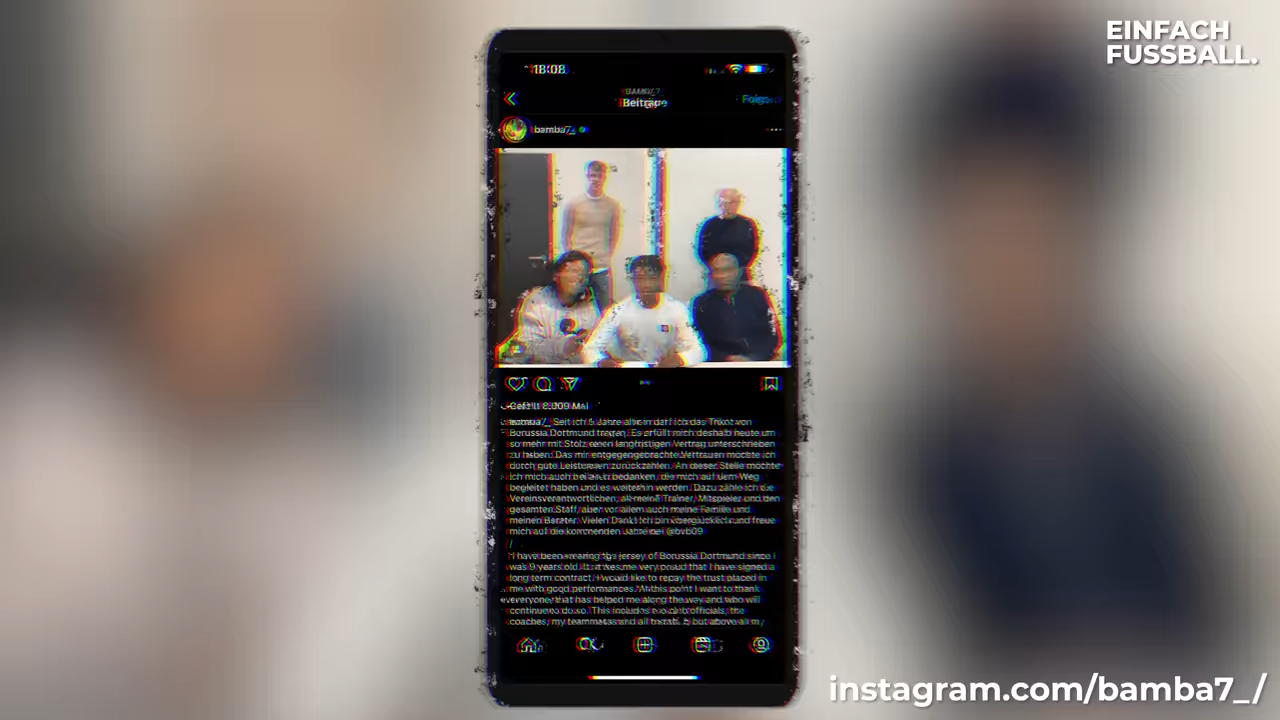 EINFACH
FUSSBALL.
18:08
BAMBA7_
Beiträge
Folgen
bamba7_
Gefällt 8.009 Mal
bamba7_ Seit ich 9 Jahre alt bin darf ich das Trikot von
Borussia Dortmund tragen. Es erfüllt mich deshalb heute um
so mehr mit Stolz einen langfristigen Vertrag unterschrieben
zu haben. Das mir entgegengebrachte Vertrauen möchte ich
durch gute Leistungen zurückzahlen. An dieser Stelle möchte
ich mich auch bei allen bedanken, die mich auf dem Weg
begleitet haben und es weiterhin werden. Dazu zähle ich die
Vereinsverantwortlichen, all meine Trainer, Mitspieler und den
gesamten Staff, aber vor allem auch meine Familie und
meinen Berater. Vielen Dank! Ich bin überglücklich und freue
mich auf die kommenden Jahre bei @bvb09
//
I have been wearing the jersey of Borussia Dortmund since I
was 9 years old. It makes me very proud that I have signed a
long term contract. I would like to repay the trust placed in
me with good performances. At this point I want to thank
everyone, that has helped me along the way and who will
continue to do so. This includes the club officials, the
coaches, my teammates and all the staff, but above all my
instagram.com/bamba7_/